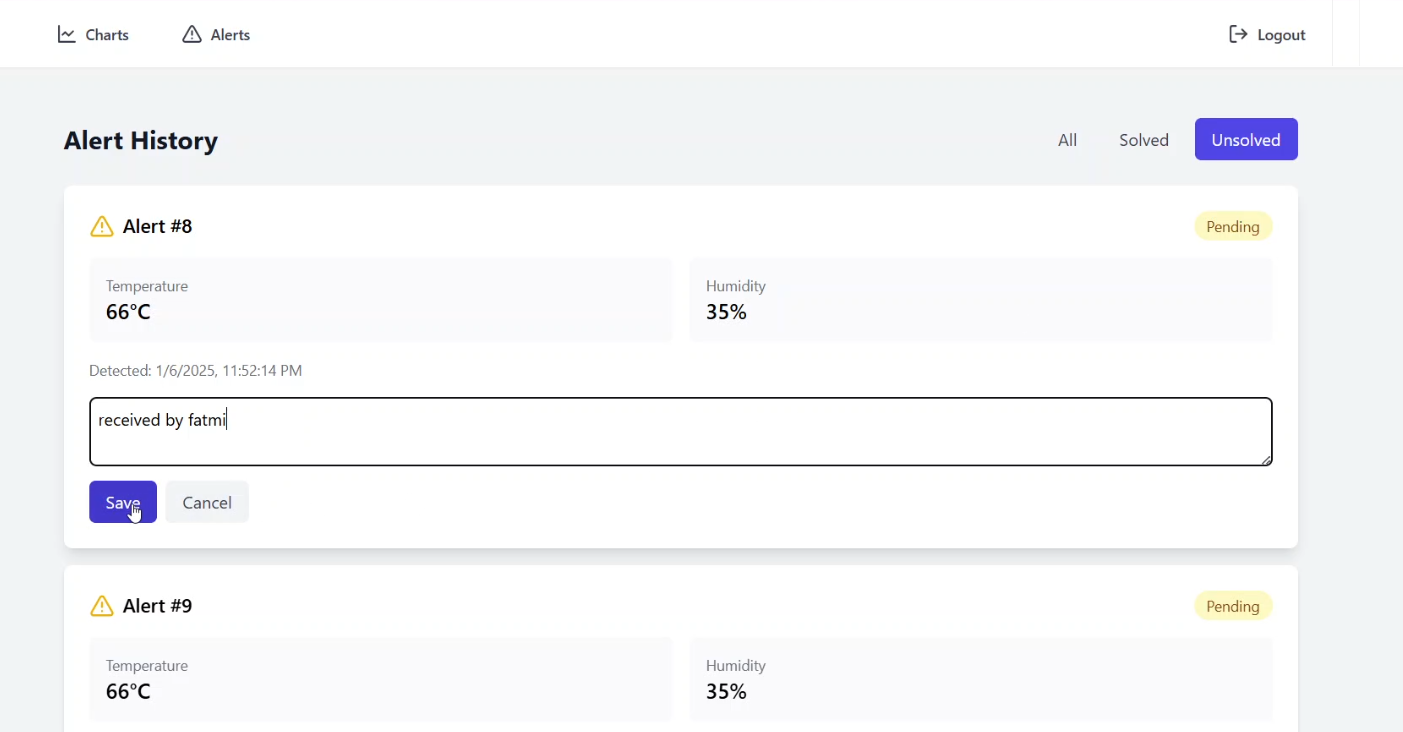 Charts Alerts Logout
Alert History All Solved Unsolved
Alert #8 Pending
Temperature Humidity
66°C 35%
Detected: 1/6/2025, 11:52:14 PM
received by fatmi
Save Cancel
Alert #9 Pending
Temperature Humidity
66°C 35%